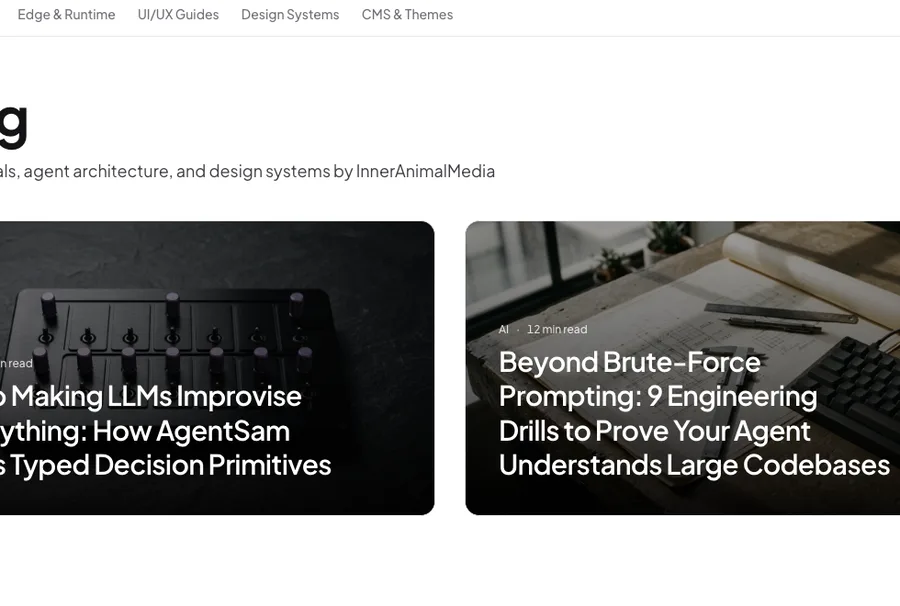 Edge & Runtime UI/UX Guides Design Systems CMS & Themes
g
als, agent architecture, and design systems by InnerAnimalMedia
n read
o Making LLMs Improvise
ything: How AgentSam
s Typed Decision Primitives
AI · 12 min read
Beyond Brute-Force
Prompting: 9 Engineering
Drills to Prove Your Agent
Understands Large Codebases